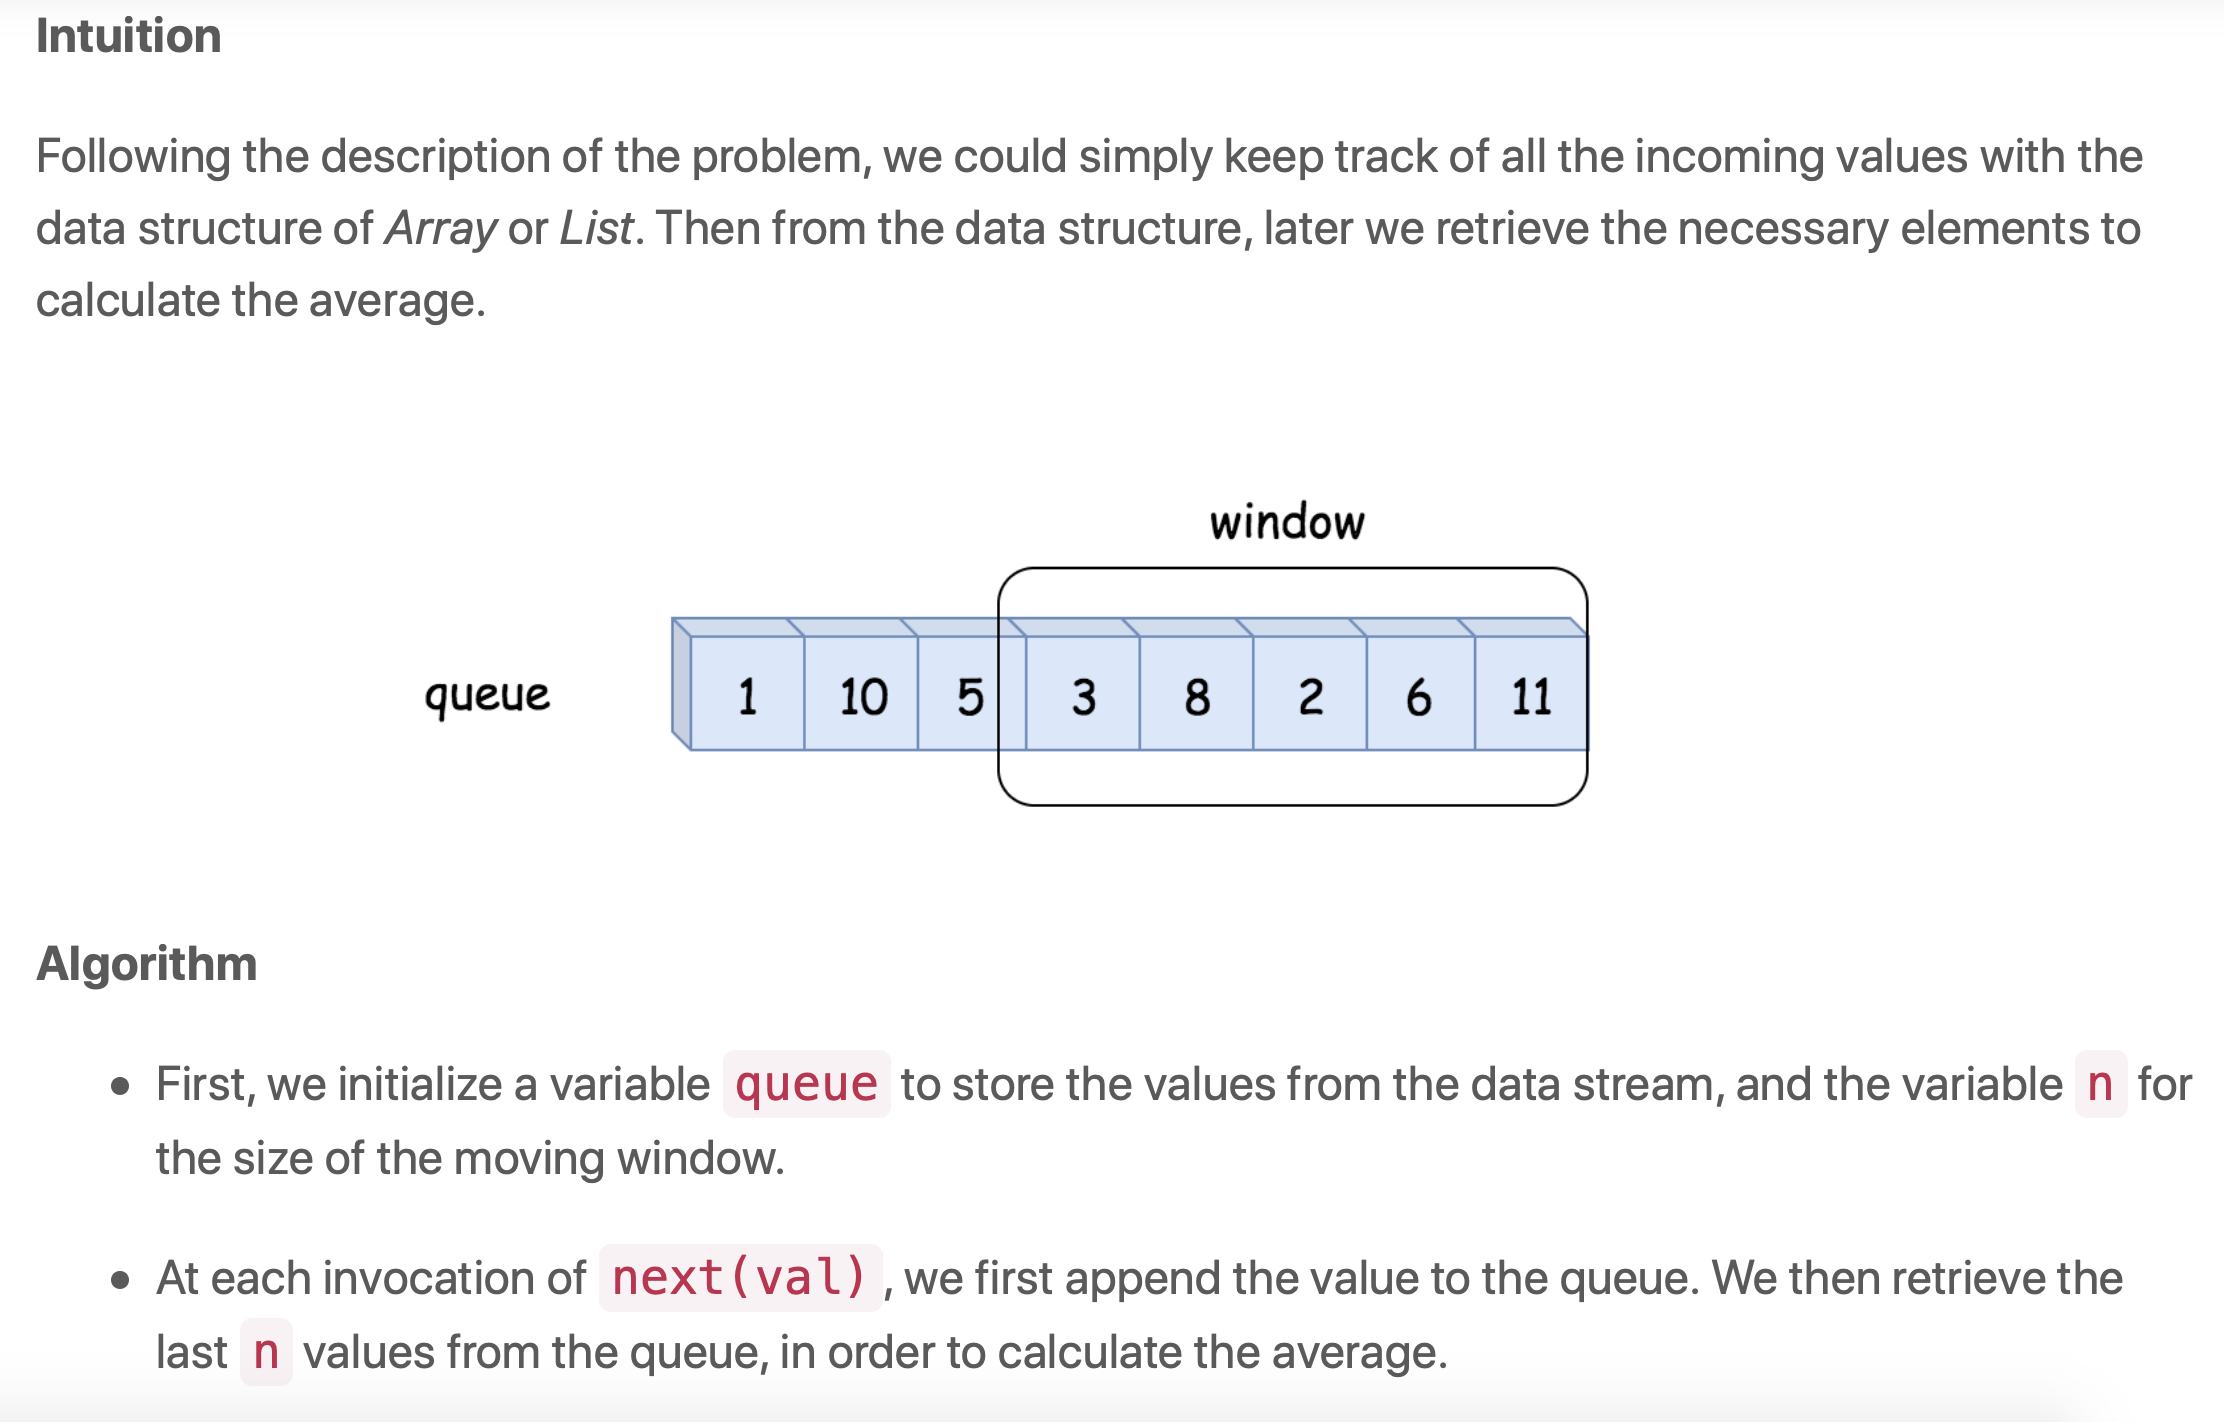 Intuition
Following the description of the problem, we could simply keep track of all the incoming values with the
data structure of Array or List. Then from the data structure, later we retrieve the necessary elements to
calculate the average.
window
queue 1 10 5 3 8 2 6 11
Algorithm
• First, we initialize a variable queue to store the values from the data stream, and the variable n for
the size of the moving window.
• At each invocation of next(val), we first append the value to the queue. We then retrieve the
last n values from the queue, in order to calculate the average.